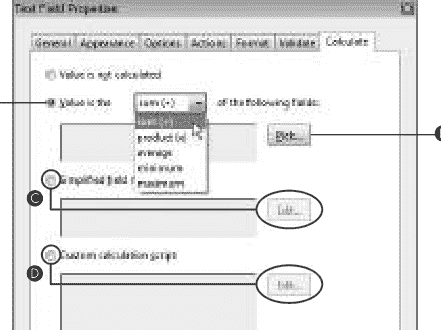 Text Field Properties
General Appearance Options Actions Format Validate Calculate
Value is not calculated
Value is the sum (+) of the following fields:
sum (+)
product (x)
average
minimum
maximum
Pick...
Simplified field
C
Edit...
Custom calculation script
D
Edit...